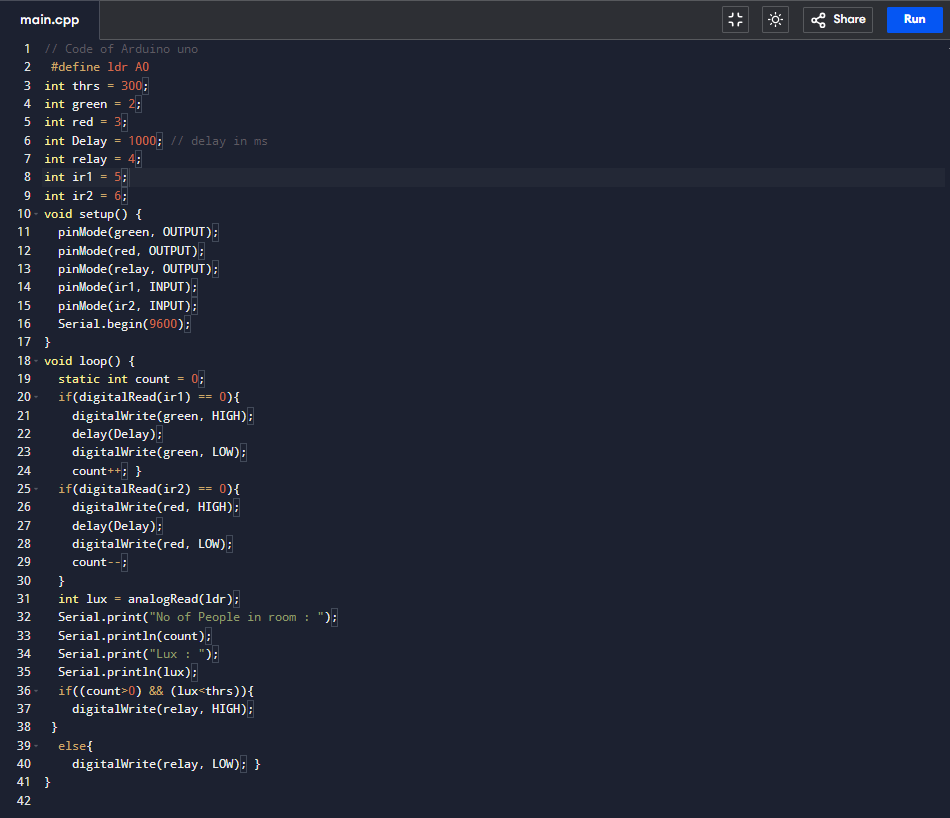 main.cpp
Share
Run
1 // Code of Arduino uno
2  #define ldr A0
3 int thrs = 300;
4 int green = 2;
5 int red = 3;
6 int Delay = 1000; // delay in ms
7 int relay = 4;
8 int ir1 = 5;
9 int ir2 = 6;
10 void setup() {
11   pinMode(green, OUTPUT);
12   pinMode(red, OUTPUT);
13   pinMode(relay, OUTPUT);
14   pinMode(ir1, INPUT);
15   pinMode(ir2, INPUT);
16   Serial.begin(9600);
17 }
18 void loop() {
19   static int count = 0;
20   if(digitalRead(ir1) == 0){
21     digitalWrite(green, HIGH);
22     delay(Delay);
23     digitalWrite(green, LOW);
24     count++; }
25   if(digitalRead(ir2) == 0){
26     digitalWrite(red, HIGH);
27     delay(Delay);
28     digitalWrite(red, LOW);
29     count--;
30   }
31   int lux = analogRead(ldr);
32   Serial.print("No of People in room : ");
33   Serial.println(count);
34   Serial.print("Lux : ");
35   Serial.println(lux);
36   if((count>0) && (lux<thrs)){
37     digitalWrite(relay, HIGH);
38  }
39   else{
40     digitalWrite(relay, LOW); }
41 }
42